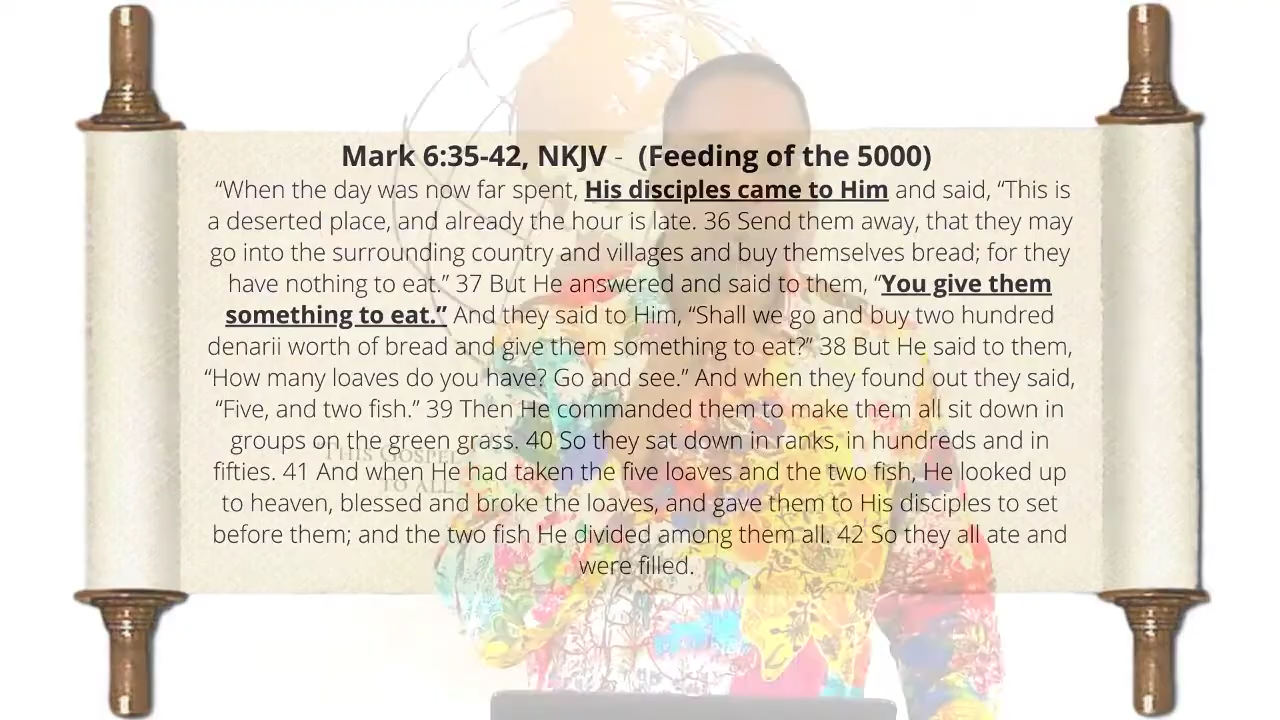 Mark 6:35-42, NKJV - (Feeding of the 5000)
“When the day was now far spent, His disciples came to Him and said, “This is
a deserted place, and already the hour is late. 36 Send them away, that they may
go into the surrounding country and villages and buy themselves bread; for they
have nothing to eat.” 37 But He answered and said to them, “You give them
something to eat.” And they said to Him, “Shall we go and buy two hundred
denarii worth of bread and give them something to eat?” 38 But He said to them,
“How many loaves do you have? Go and see.” And when they found out they said,
“Five, and two fish.” 39 Then He commanded them to make them all sit down in
groups on the green grass. 40 So they sat down in ranks, in hundreds and in
fifties. 41 And when He had taken the five loaves and the two fish, He looked up
to heaven, blessed and broke the loaves, and gave them to His disciples to set
before them; and the two fish He divided among them all. 42 So they all ate and
were filled.
THIS GOSPEL
TO ALL